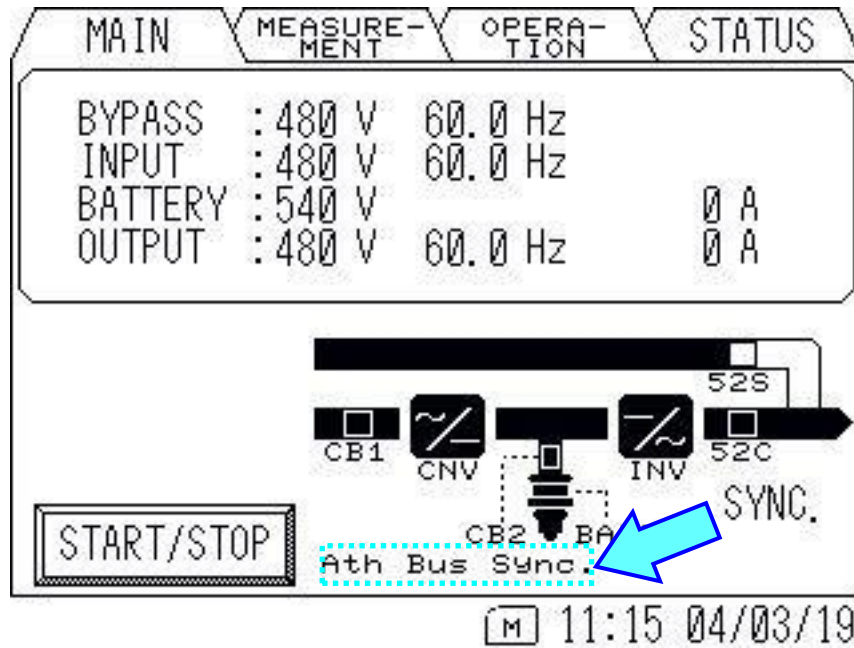 MAIN
MEASURE-
MENT
OPERA-
TION
STATUS
BYPASS :480 V 60.0 Hz
INPUT :480 V 60.0 Hz
BATTERY :540 V 0 A
OUTPUT :480 V 60.0 Hz 0 A
52S
CB1
CNV
INV
52C
SYNC.
START/STOP
CB2
BA
Ath Bus Sync.
M 11:15 04/03/19